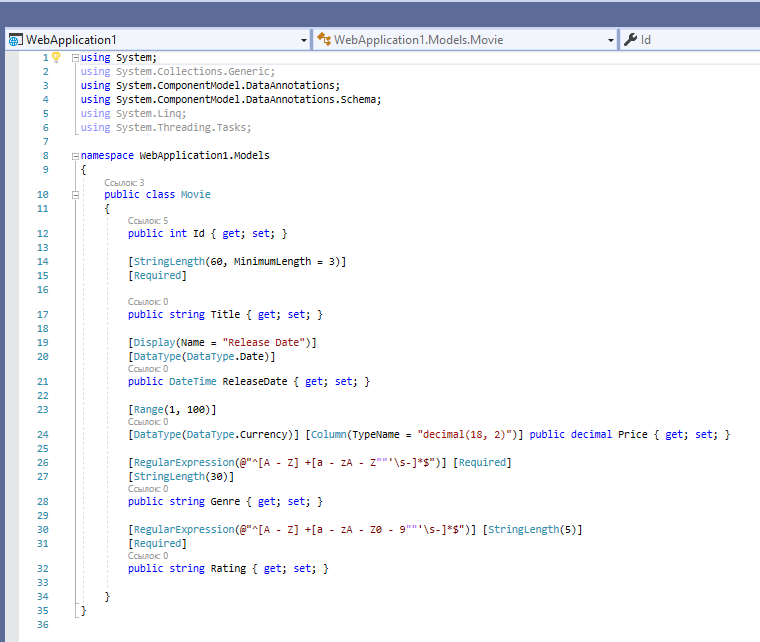 WebApplication1 WebApplication1.Models.Movie Id
1 using System;
2 using System.Collections.Generic;
3 using System.ComponentModel.DataAnnotations;
4 using System.ComponentModel.DataAnnotations.Schema;
5 using System.Linq;
6 using System.Threading.Tasks;
7
8 namespace WebApplication1.Models
9 {
Ссылок: 3
10 public class Movie
11 {
Ссылок: 5
12 public int Id { get; set; }
13
14 [StringLength(60, MinimumLength = 3)]
15 [Required]
16
Ссылок: 0
17 public string Title { get; set; }
18
19 [Display(Name = "Release Date")]
20 [DataType(DataType.Date)]
Ссылок: 0
21 public DateTime ReleaseDate { get; set; }
22
23 [Range(1, 100)]
Ссылок: 0
24 [DataType(DataType.Currency)] [Column(TypeName = "decimal(18, 2)")] public decimal Price { get; set; }
25
26 [RegularExpression(@"^[A - Z] +[a - zA - Z""'\s-]*$")] [Required]
27 [StringLength(30)]
Ссылок: 0
28 public string Genre { get; set; }
29
30 [RegularExpression(@"^[A - Z] +[a - zA - Z0 - 9""'\s-]*$")] [StringLength(5)]
31 [Required]
Ссылок: 0
32 public string Rating { get; set; }
33
34 }
35 }
36